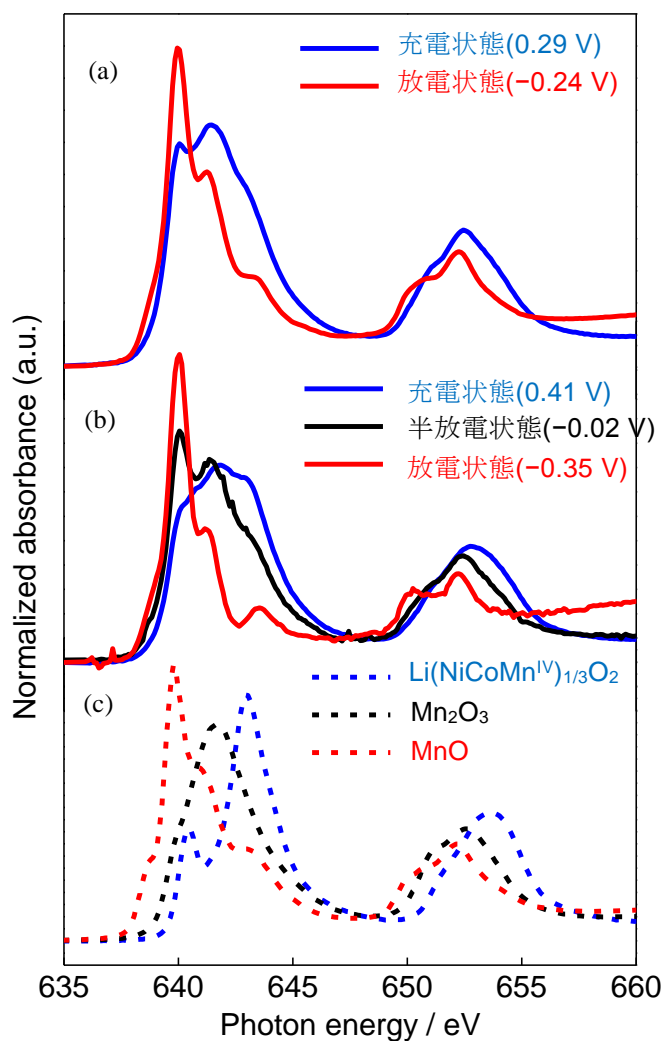 (a)
充電状態(0.29 V)
放電状態(−0.24 V)
(b)
充電状態(0.41 V)
半放電状態(−0.02 V)
放電状態(−0.35 V)
(c)
Li(NiCoMnIV)1/3O2
Mn2O3
MnO
Normalized absorbance (a.u.)
635 640 645 650 655 660
Photon energy / eV